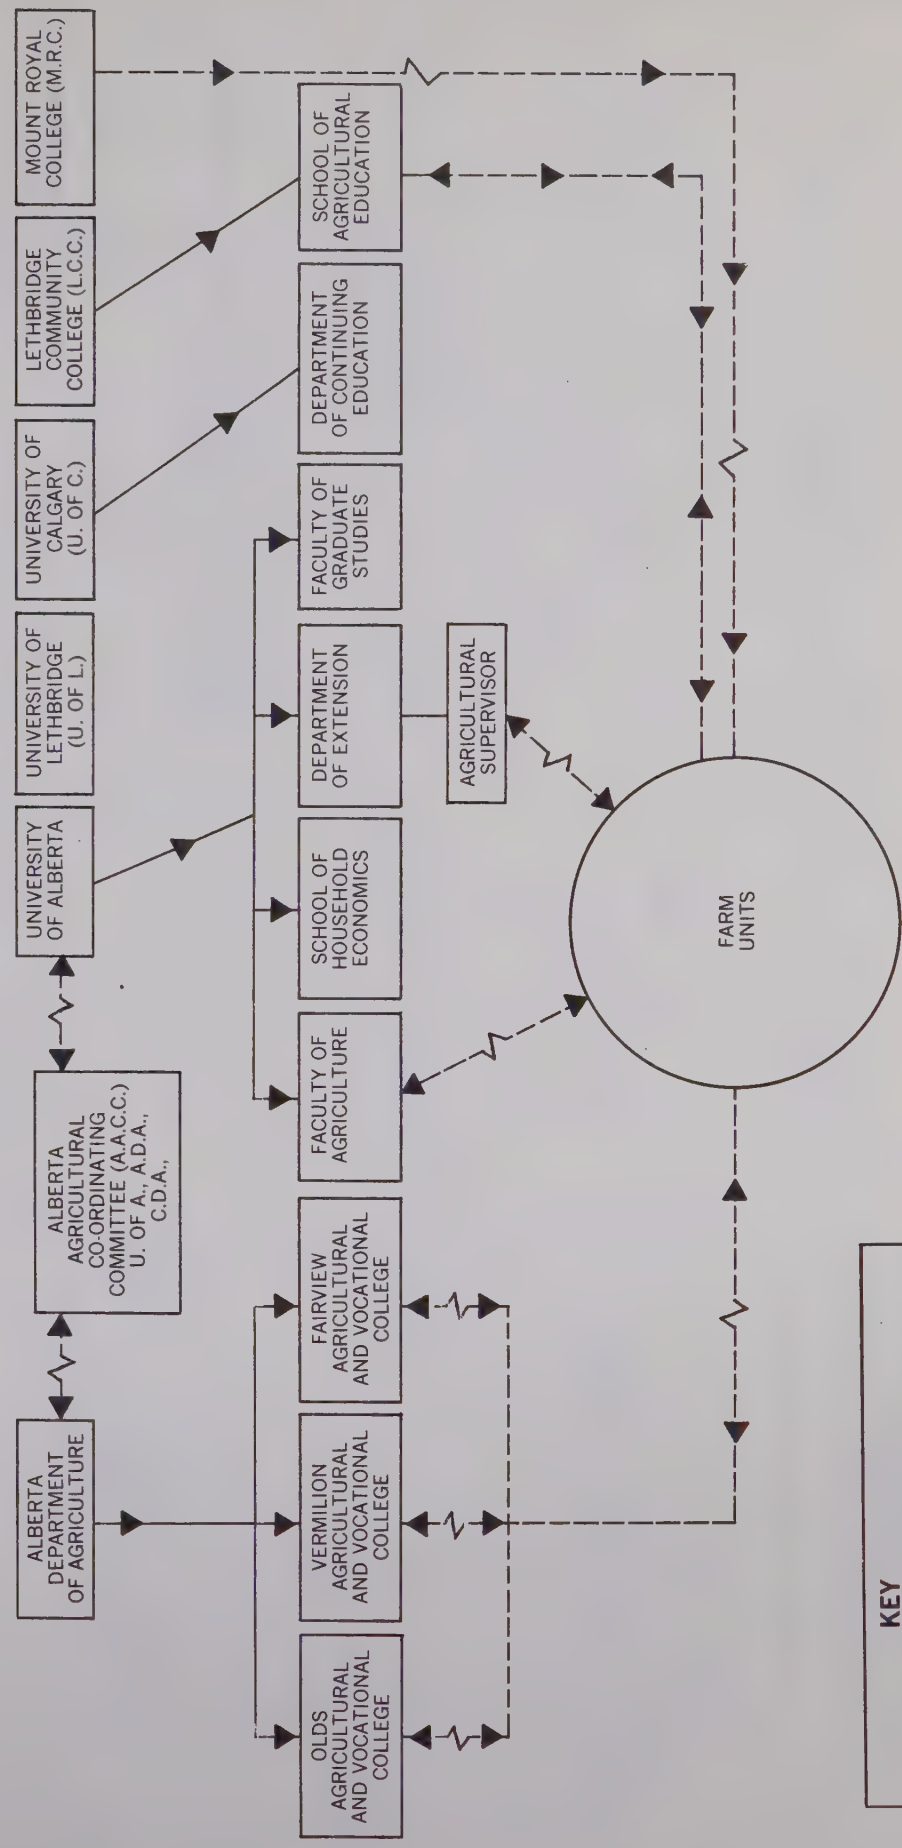 ALBERTA
DEPARTMENT
OF AGRICULTURE
ALBERTA
AGRICULTURAL
CO-ORDINATING
COMMITTEE (A.A.C.C.)
U. OF A., A.D.A.,
C.D.A.,
UNIVERSITY
OF ALBERTA
UNIVERSITY OF
LETHBRIDGE
(U. OF L.)
UNIVERSITY OF
CALGARY
(U. OF C.)
LETHBRIDGE
COMMUNITY
COLLEGE (L.C.C.)
MOUNT ROYAL
COLLEGE (M.R.C.)
OLDS
AGRICULTURAL
AND VOCATIONAL
COLLEGE
VERMILION
AGRICULTURAL
AND VOCATIONAL
COLLEGE
FAIRVIEW
AGRICULTURAL
AND VOCATIONAL
COLLEGE
FACULTY OF
AGRICULTURE
SCHOOL OF
HOUSEHOLD
ECONOMICS
DEPARTMENT
OF EXTENSION
FACULTY OF
GRADUATE
STUDIES
DEPARTMENT
OF CONTINUING
EDUCATION
SCHOOL OF
AGRICULTURAL
EDUCATION
AGRICULTURAL
SUPERVISOR
FARM
UNITS
KEY